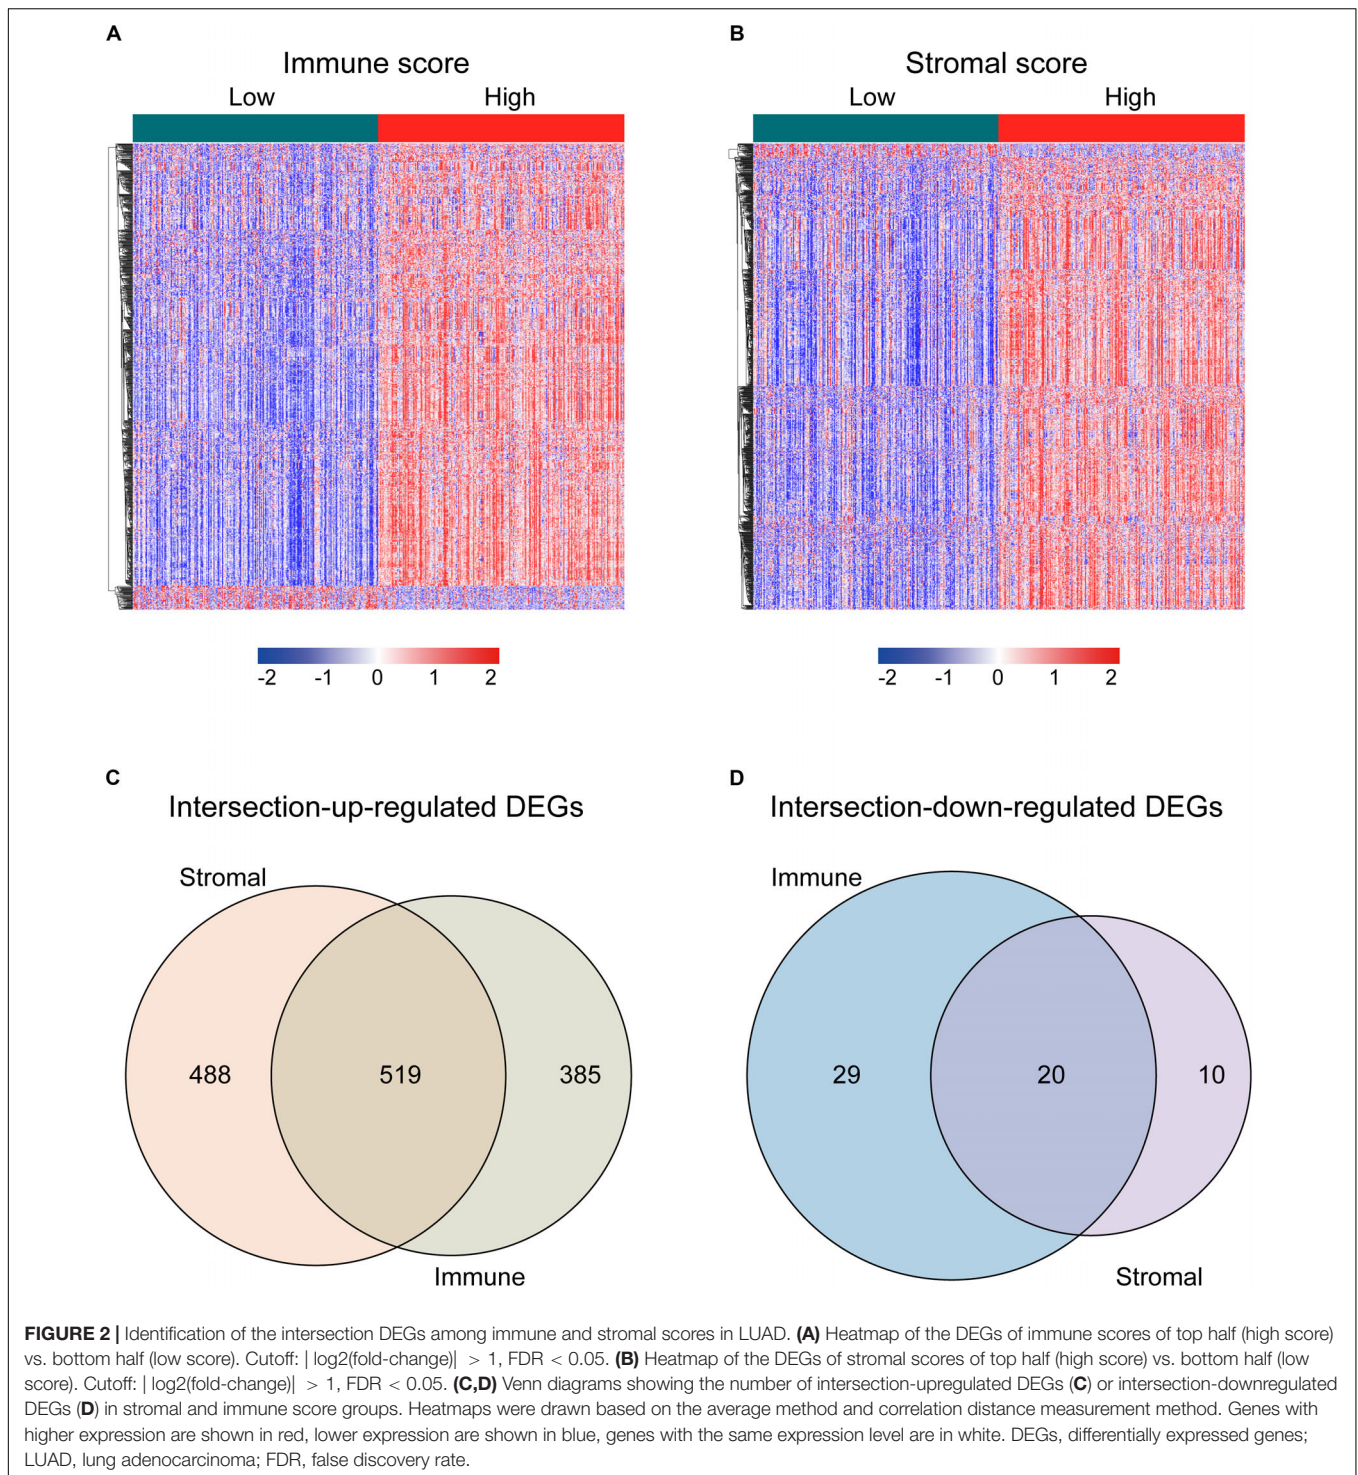 A
Immune score
Low High
-2 -1 0 1 2
B
Stromal score
Low High
-2 -1 0 1 2
C
Intersection-up-regulated DEGs
Stromal
488 519 385
Immune
D
Intersection-down-regulated DEGs
Immune
29 20 10
Stromal
FIGURE 2 | Identification of the intersection DEGs among immune and stromal scores in LUAD. (A) Heatmap of the DEGs of immune scores of top half (high score)
vs. bottom half (low score). Cutoff: | log2(fold-change)| > 1, FDR < 0.05. (B) Heatmap of the DEGs of stromal scores of top half (high score) vs. bottom half (low
score). Cutoff: | log2(fold-change)| > 1, FDR < 0.05. (C,D) Venn diagrams showing the number of intersection-upregulated DEGs (C) or intersection-downregulated
DEGs (D) in stromal and immune score groups. Heatmaps were drawn based on the average method and correlation distance measurement method. Genes with
higher expression are shown in red, lower expression are shown in blue, genes with the same expression level are in white. DEGs, differentially expressed genes;
LUAD, lung adenocarcinoma; FDR, false discovery rate.